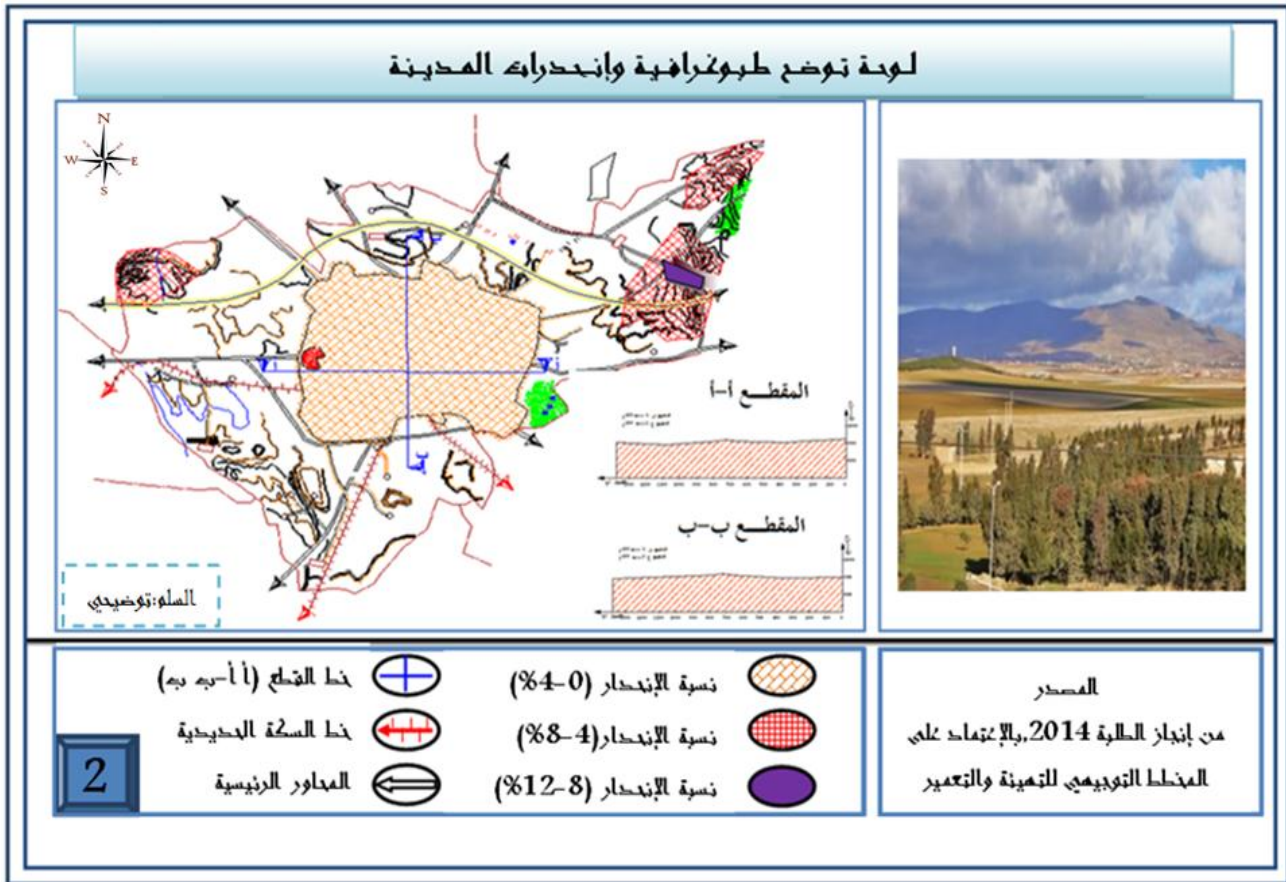 لوحة توضح طبوغرافية وإنحدرات المدينة
N
W
E
S
المقطع أ-أ
المقطع ب-ب
السلم:توضيحي
نسبة الإنحدار (0-4%)
نسبة الإنحدار(4-8%)
نسبة الإنحدار (8-12%)
خط القطع (أ أ-ب ب)
خط السكة الحديدية
المحاور الرئيسية
2
المصدر
من إنجاز الطلبة 2014,بالإعتماد على
المخطط التوجيهي للتهيئة والتعمير